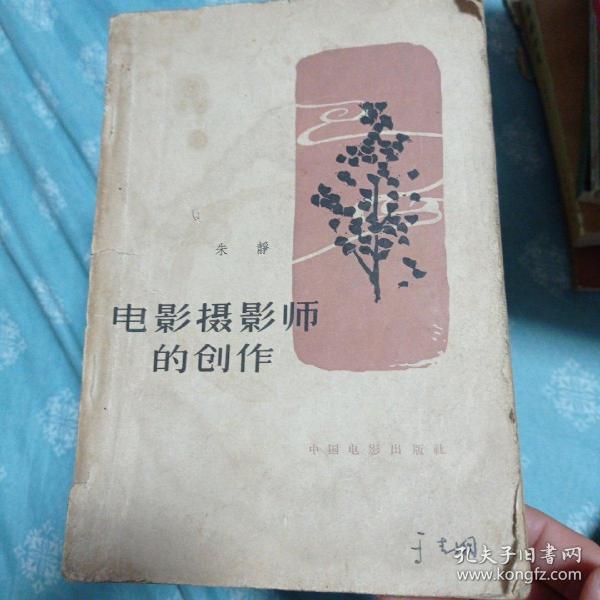 朱靜
电影摄影师
的创作
中国电影出版社
孔夫子旧书网
www.kongfz.com